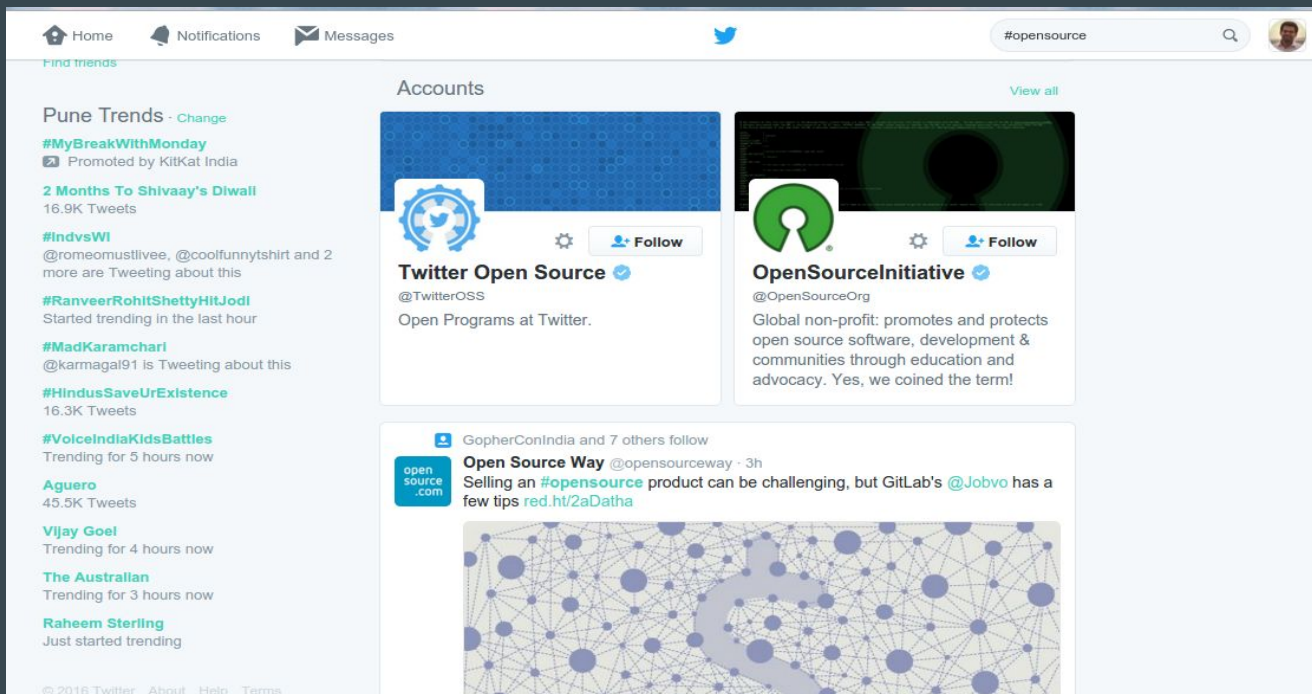 Home
Notifications
Messages
#opensource
Find friends
Pune Trends · Change
#MyBreakWithMonday
Promoted by KitKat India
2 Months To Shivaay's Diwali
16.9K Tweets
#IndvsWI
@romeomustlivee, @coolfunnytshirt and 2
more are Tweeting about this
#RanveerRohitShettyHitJodi
Started trending in the last hour
#MadKaramchari
@karmagal91 is Tweeting about this
#HindusSaveUrExistence
16.3K Tweets
#VoiceIndiaKidsBattles
Trending for 5 hours now
Aguero
45.5K Tweets
Vijay Goel
Trending for 4 hours now
The Australian
Trending for 3 hours now
Raheem Sterling
Just started trending
© 2016 Twitter About Help Terms
Accounts
View all
Follow
Twitter Open Source
@TwitterOSS
Open Programs at Twitter.
Follow
OpenSourceInitiative
@OpenSourceOrg
Global non-profit: promotes and protects
open source software, development &
communities through education and
advocacy. Yes, we coined the term!
GopherConIndia and 7 others follow
open
source
.com
Open Source Way @opensourceway · 3h
Selling an #opensource product can be challenging, but GitLab's @Jobvo has a
few tips red.ht/2aDatha